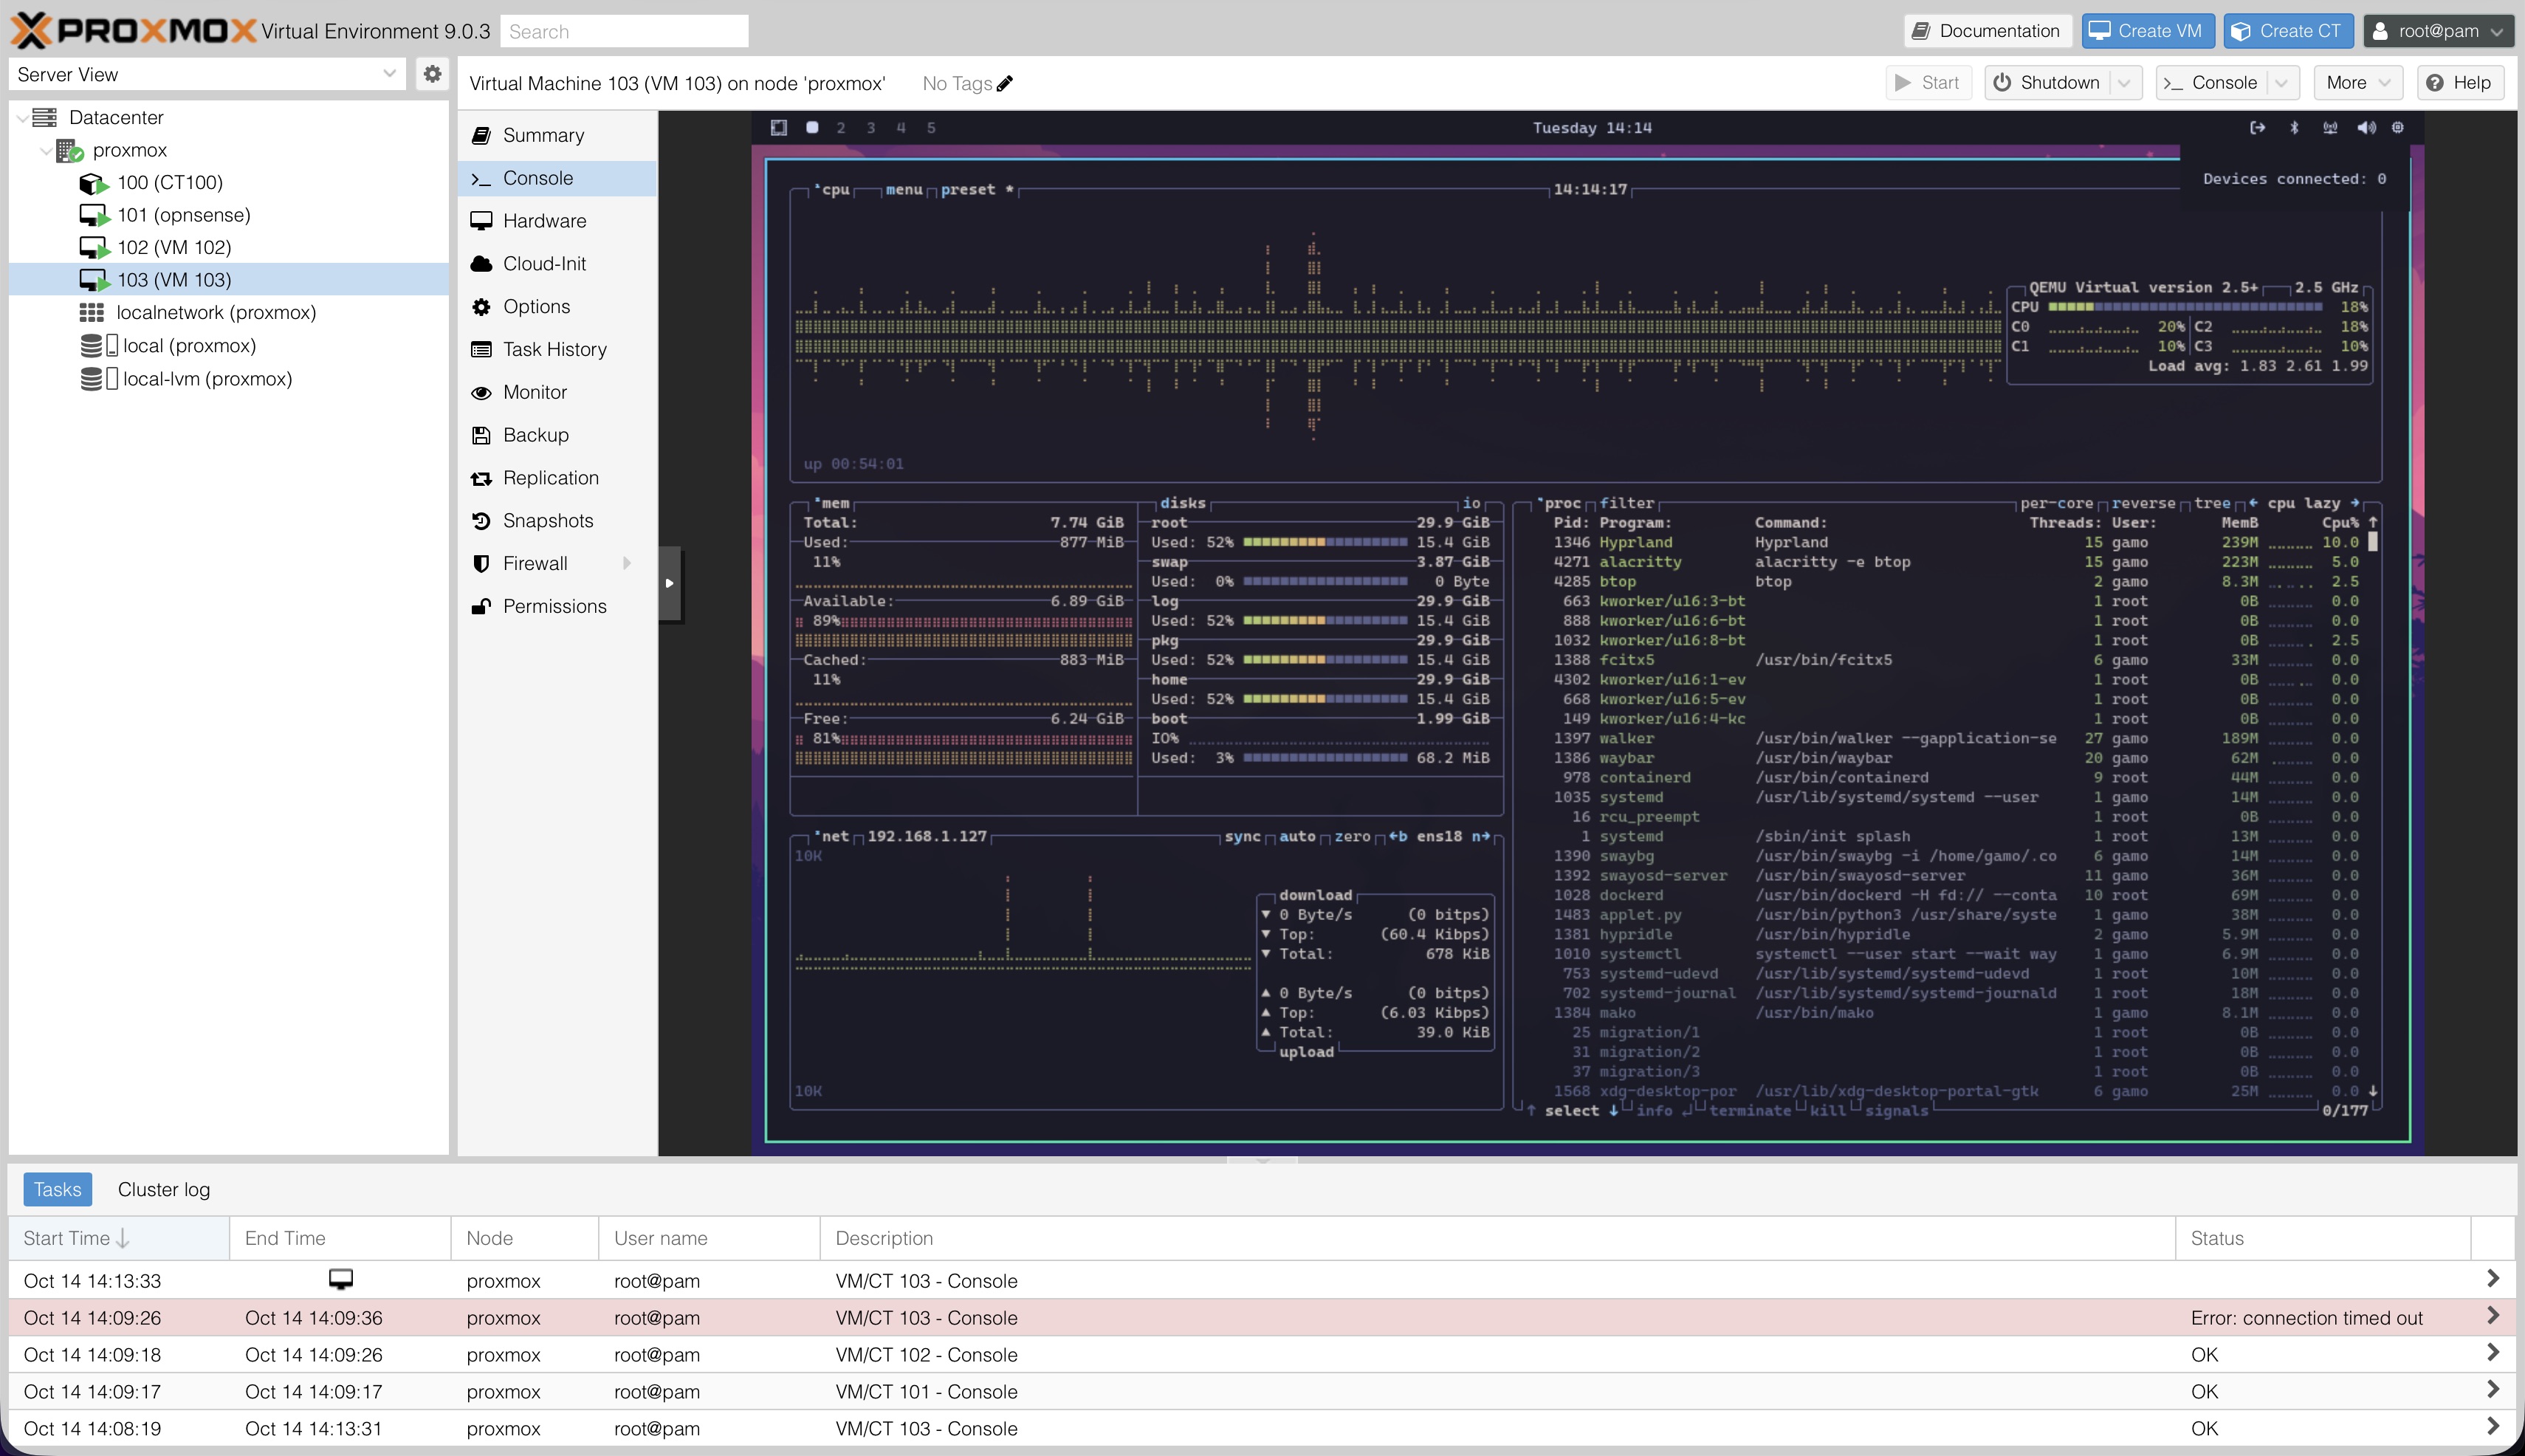 PROXMOX Virtual Environment 9.0.3 Search
Documentation Create VM Create CT root@pam
Server View
Virtual Machine 103 (VM 103) on node 'proxmox' No Tags
Start Shutdown Console More Help
Datacenter
proxmox
100 (CT100)
101 (opnsense)
102 (VM 102)
103 (VM 103)
localnetwork (proxmox)
local (proxmox)
local-lvm (proxmox)
Summary
Console
Hardware
Cloud-Init
Options
Task History
Monitor
Backup
Replication
Snapshots
Firewall
Permissions
2 3 4 5 Tuesday 14:14
Devices connected: 0
¹cpu menu preset * 14:14:17
QEMU Virtual version 2.5+ 2.5 GHz
CPU 18%
C0 20% C2 18%
C1 10% C3 10%
Load avg: 1.83 2.61 1.99
up 00:54:01
²mem
Total: 7.74 GiB
Used: 877 MiB
11%
Available: 6.89 GiB
89%
Cached: 883 MiB
11%
Free: 6.24 GiB
81%
disks io
root 29.9 GiB
Used: 52% 15.4 GiB
swap 3.87 GiB
Used: 0% 0 Byte
log 29.9 GiB
Used: 52% 15.4 GiB
pkg 29.9 GiB
Used: 52% 15.4 GiB
home 29.9 GiB
Used: 52% 15.4 GiB
boot 1.99 GiB
IO%
Used: 3% 68.2 MiB
³net 192.168.1.127 sync auto zero ←b ens18 n→
10K
download
▼ 0 Byte/s (0 bitps)
▼ Top: (60.4 Kibps)
▼ Total: 678 KiB
▲ 0 Byte/s (0 bitps)
▲ Top: (6.03 Kibps)
▲ Total: 39.0 KiB
upload
10K
⁴proc filter per-core reverse tree ← cpu lazy →
Pid: Program: Command: Threads: User: MemB Cpu% ↑
1346 Hyprland Hyprland 15 gamo 239M 10.0
4271 alacritty alacritty -e btop 15 gamo 223M 5.0
4285 btop btop 2 gamo 8.3M 2.5
663 kworker/u16:3-bt 1 root 0B 0.0
888 kworker/u16:6-bt 1 root 0B 0.0
1032 kworker/u16:8-bt 1 root 0B 2.5
1388 fcitx5 /usr/bin/fcitx5 6 gamo 33M 0.0
4302 kworker/u16:1-ev 1 root 0B 0.0
668 kworker/u16:5-ev 1 root 0B 0.0
149 kworker/u16:4-kc 1 root 0B 0.0
1397 walker /usr/bin/walker --gapplication-se 27 gamo 189M 0.0
1386 waybar /usr/bin/waybar 20 gamo 62M 0.0
978 containerd /usr/bin/containerd 9 root 44M 0.0
1035 systemd /usr/lib/systemd/systemd --user 1 gamo 14M 0.0
16 rcu_preempt 1 root 0B 0.0
1 systemd /sbin/init splash 1 root 13M 0.0
1390 swaybg /usr/bin/swaybg -i /home/gamo/.co 6 gamo 14M 0.0
1392 swayosd-server /usr/bin/swayosd-server 11 gamo 36M 0.0
1028 dockerd /usr/bin/dockerd -H fd:// --conta 10 root 69M 0.0
1483 applet.py /usr/bin/python3 /usr/share/syste 1 gamo 38M 0.0
1381 hypridle /usr/bin/hypridle 2 gamo 5.9M 0.0
1010 systemctl systemctl --user start --wait way 1 gamo 6.9M 0.0
753 systemd-udevd /usr/lib/systemd/systemd-udevd 1 root 10M 0.0
702 systemd-journal /usr/lib/systemd/systemd-journald 1 root 18M 0.0
1384 mako /usr/bin/mako 1 gamo 8.1M 0.0
25 migration/1 1 root 0B 0.0
31 migration/2 1 root 0B 0.0
37 migration/3 1 root 0B 0.0
1568 xdg-desktop-por /usr/lib/xdg-desktop-portal-gtk 6 gamo 25M 0.0 ↓
↑ select ↓ info ↲ terminate kill signals 0/177
Tasks Cluster log
Start Time End Time Node User name Description Status
Oct 14 14:13:33 proxmox root@pam VM/CT 103 - Console
Oct 14 14:09:26 Oct 14 14:09:36 proxmox root@pam VM/CT 103 - Console Error: connection timed out
Oct 14 14:09:18 Oct 14 14:09:26 proxmox root@pam VM/CT 102 - Console OK
Oct 14 14:09:17 Oct 14 14:09:17 proxmox root@pam VM/CT 101 - Console OK
Oct 14 14:08:19 Oct 14 14:13:31 proxmox root@pam VM/CT 103 - Console OK